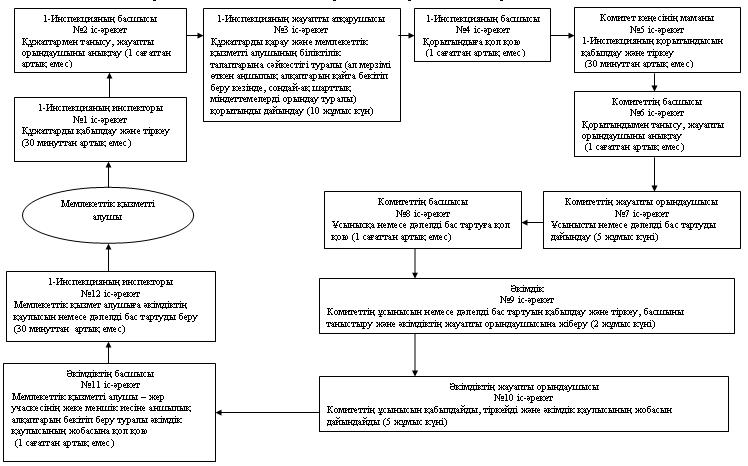 1-Инспекцияның басшысы
№2 іс-әрекет
Құжаттармен танысу, жауапты
орындаушыны анықтау (1 сағаттан
артық емес)
1-Инспекцияның жауапты атқарушысы
№3 іс-әрекет
Құжаттарды қарау және мемлекеттік
қызметті алушының біліктілік
талаптарына сәйкестігі туралы (ал мерзімі
өткен аңшылық алқаптарын қайта бекітіп
беру кезінде, сондай-ақ шарттық
міндеттемелерді орындау туралы)
қорытынды дайындау (10 жұмыс күн)
1-Инспекцияның басшысы
№4 іс-әрекет
Қорытындыға қол қою (1 сағаттан
артық емес)
Комитет кеңсесінің маманы
№5 іс-әрекет
1-Инспекцияның қорытындысын
қабылдау және тіркеу
(30 минуттан артық емес)
1-Инспекцияның инспекторы
№1 іс-әрекет
Құжаттарды қабылдау және тіркеу
(30 минуттан артық емес)
Комитеттің басшысы
№6 іс-әрекет
Қорытындымен танысу, жауапты
орындаушыны анықтау
(1 сағаттан артық емес)
Мемлекеттік қызметті
алушы
Комитеттің басшысы
№8 іс-әрекет
Ұсынысқа немесе дәлелді бас тартуға қол
қою (1 сағаттан артық емес)
Комитеттің жауапты орындаушысы
№7 іс-әрекет
Ұсынысты немесе дәлелді бас тартуды
дайындау (5 жұмыс күні)
1-Инспекцияның инспекторы
№12 іс-әрекет
Мемлекеттік қызмет алушыға әкімдіктің
қаулысын немесе дәлелді бас тартуды беру
(30 минуттан артық емес)
Әкімдік
№9 іс-әрекет
Комитеттің ұсынысын немесе дәлелді бас тартуын қабылдау және тіркеу, басшыны
таныстыру және әкімдіктің жауапты орындаушысына жіберу (2 жұмыс күні)
Әкімдіктің басшысы
№11 іс-әрекет
Мемлекеттік қызметті алушы – жер
учаскесінің жеке меншік иесіне аңшылық
алқаптарын бекітіп беру туралы әкімдік
қаулысының жобасына қол қою
(1 сағаттан артық емес)
Әкімдіктің жауапты орындаушысы
№10 іс-әрекет
Комитеттің ұсынысын қабылдайды, тіркейді және әкімдік қаулысының жобасын
дайындайды (5 жұмыс күні)